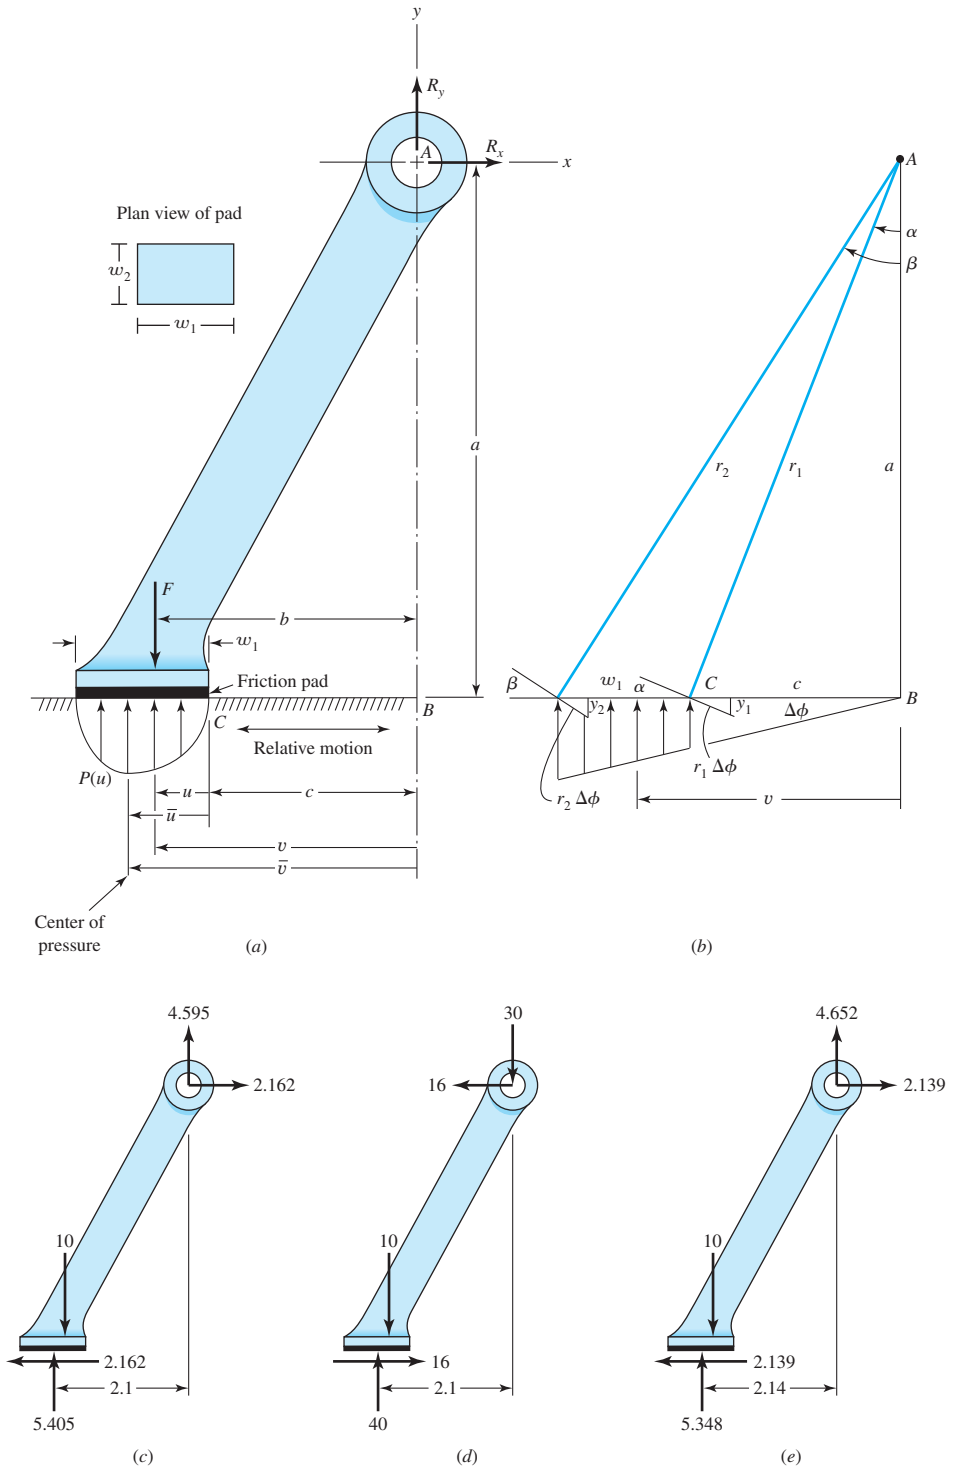 y
R_y
A
R_x
x
Plan view of pad
w_2
w_1
a
F
b
w_1
Friction pad
C
B
Relative motion
P(u)
u
c
u̅
v
v̅
Center of
pressure
(a)
A
α
β
r_2
r_1
a
β
w_1
α
C
c
B
y_2
y_1
Δϕ
r_1 Δϕ
r_2 Δϕ
v
(b)
4.595
2.162
10
2.162
2.1
5.405
(c)
30
16
10
16
2.1
40
(d)
4.652
2.139
10
2.139
2.14
5.348
(e)